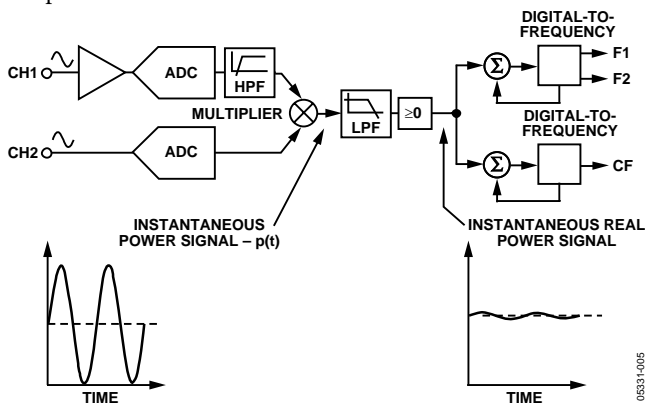 DIGITAL-TO-
FREQUENCY
CH1
ADC
HPF
Σ
F1
F2
MULTIPLIER
LPF
≥0
DIGITAL-TO-
FREQUENCY
CH2
ADC
Σ
CF
INSTANTANEOUS
POWER SIGNAL – p(t)
INSTANTANEOUS REAL
POWER SIGNAL
TIME
TIME
05331-005